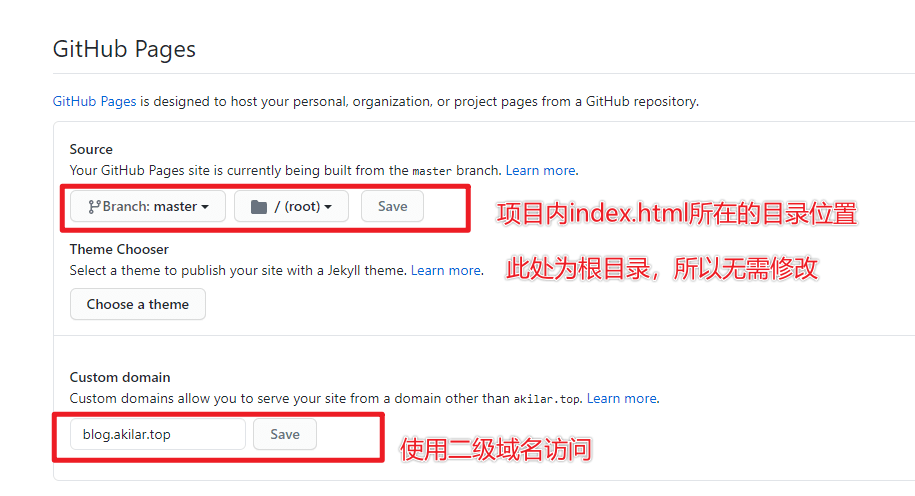 GitHub Pages
GitHub Pages is designed to host your personal, organization, or project pages from a GitHub repository.
Source
Your GitHub Pages site is currently being built from the master branch. Learn more.
Branch: master
/ (root)
Save
项目内index.html所在的目录位置
Theme Chooser
Select a theme to publish your site with a Jekyll theme. Learn more.
此处为根目录，所以无需修改
Choose a theme
Custom domain
Custom domains allow you to serve your site from a domain other than akilar.top. Learn more.
blog.akilar.top
Save
使用二级域名访问